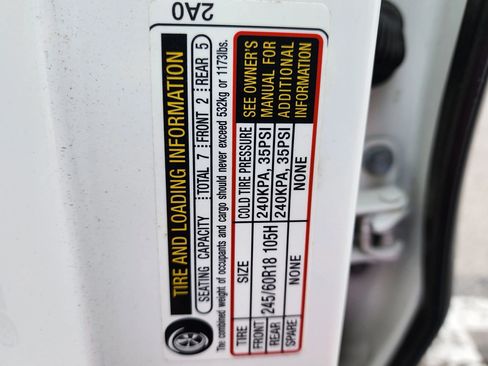 2A0
TIRE AND LOADING INFORMATION
SEATING CAPACITY TOTAL 7 FRONT 2 REAR 5
The combined weight of occupants and cargo should never exceed 532kg or 1173lbs.
TIRE SIZE COLD TIRE PRESSURE
FRONT 245/60R18 105H 240KPA, 35PSI
REAR 240KPA, 35PSI
SPARE NONE NONE
SEE OWNER'S
MANUAL FOR
ADDITIONAL
INFORMATION